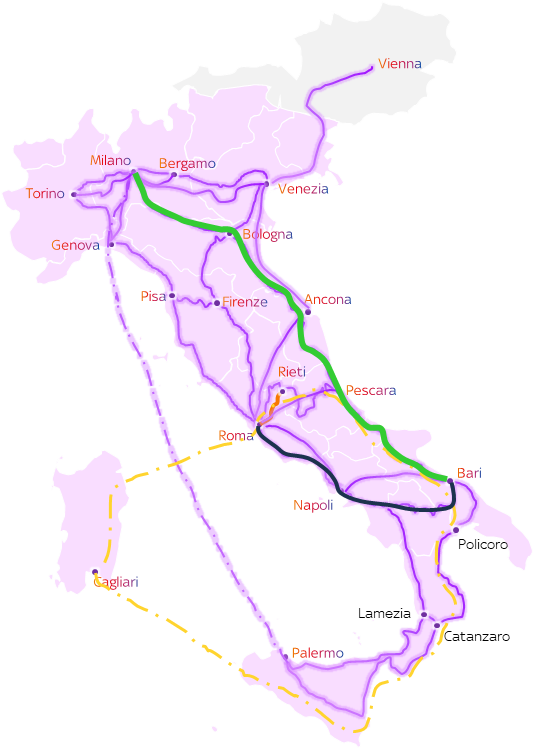 Vienna
Milano
Bergamo
Torino
Venezia
Genova
Bologna
Pisa
Firenze
Ancona
Rieti
Pescara
Roma
Bari
Napoli
Policoro
Cagliari
Lamezia
Catanzaro
Palermo